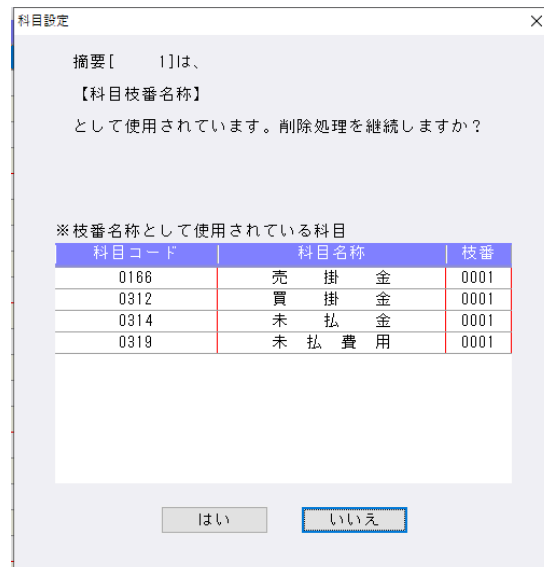 科目設定
摘要[ 1]は、
【科目枝番名称】
として使用されています。削除処理を継続しますか？
※枝番名称として使用されている科目
科目コード 科目名称 枝番
0166 売 掛 金 0001
0312 買 掛 金 0001
0314 未 払 金 0001
0319 未 払 費 用 0001
はい いいえ